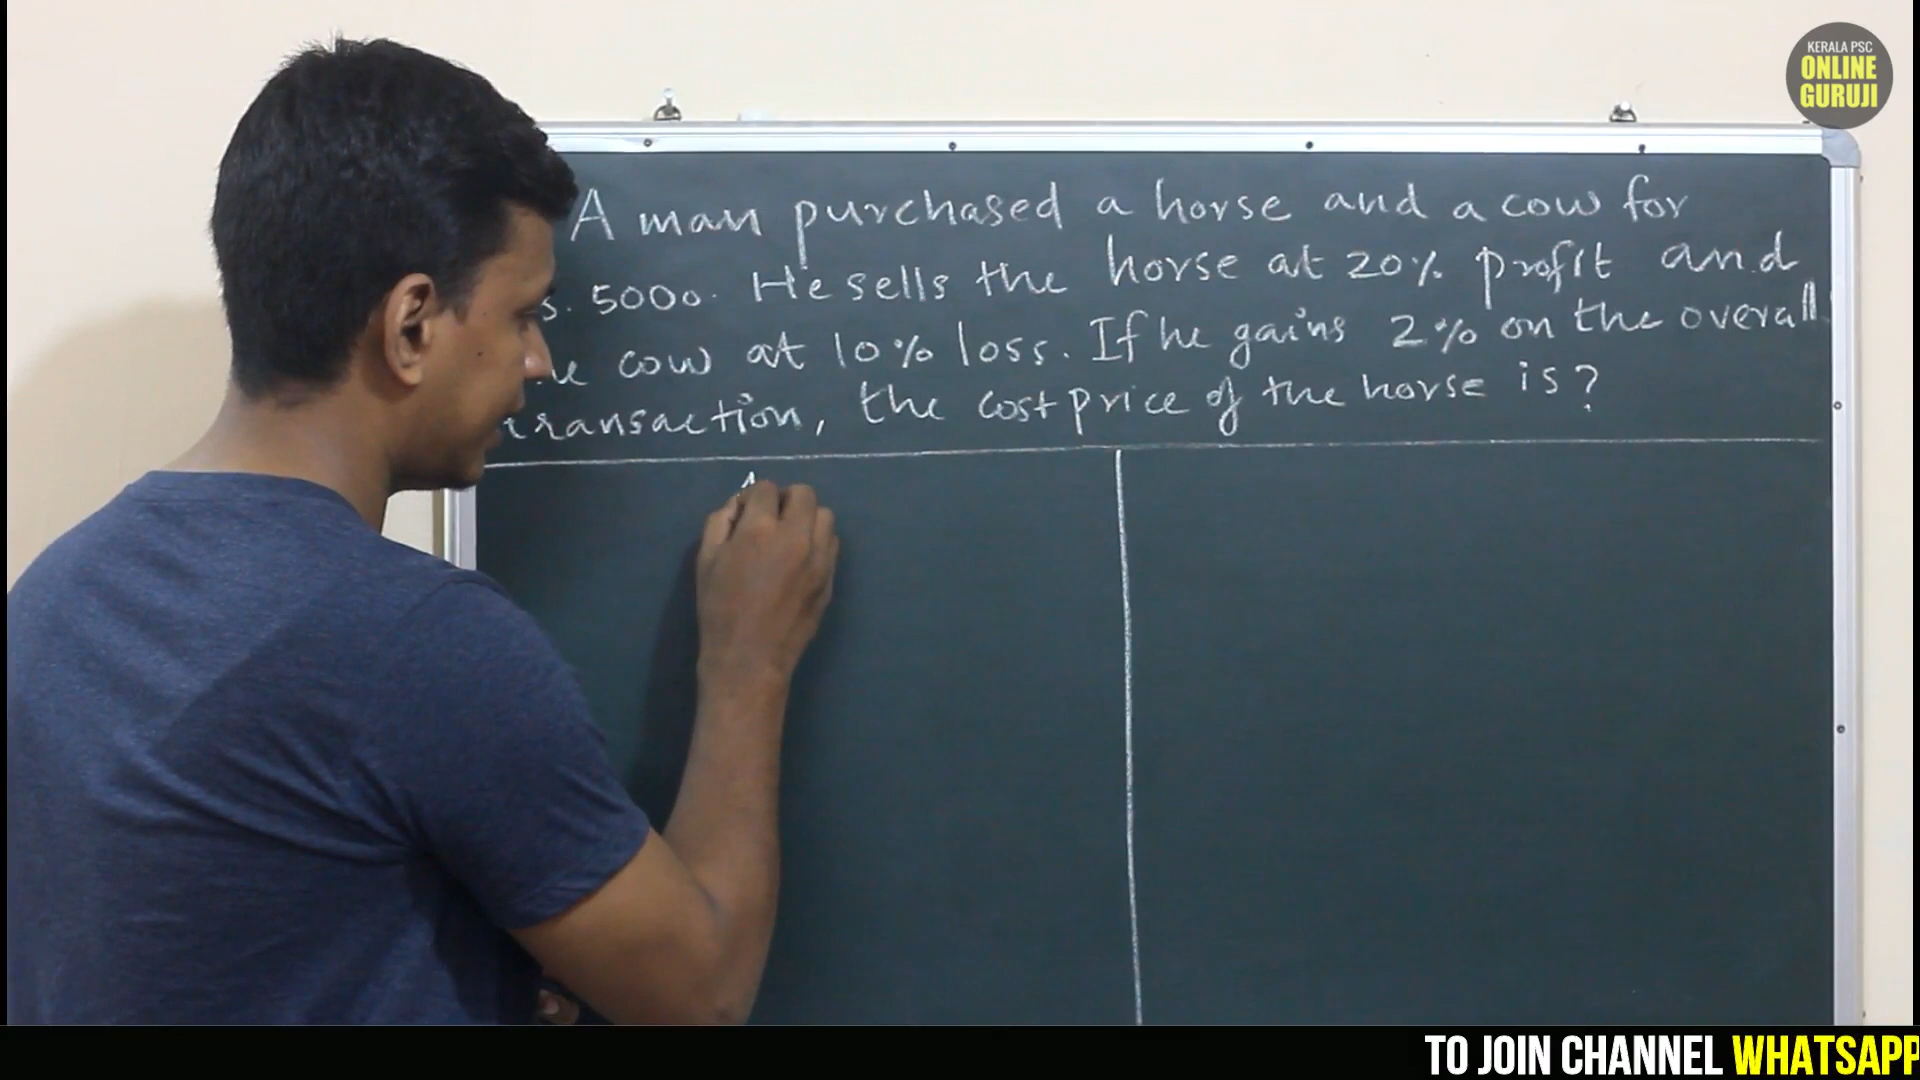 KERALA PSC
ONLINE
GURUJI
A man purchased a horse and a cow for
s. 5000. He sells the horse at 20% profit and
cow at 10% loss. If he gains 2% on the overall
transaction, the cost price of the horse is?
TO JOIN CHANNEL WHATSAPP